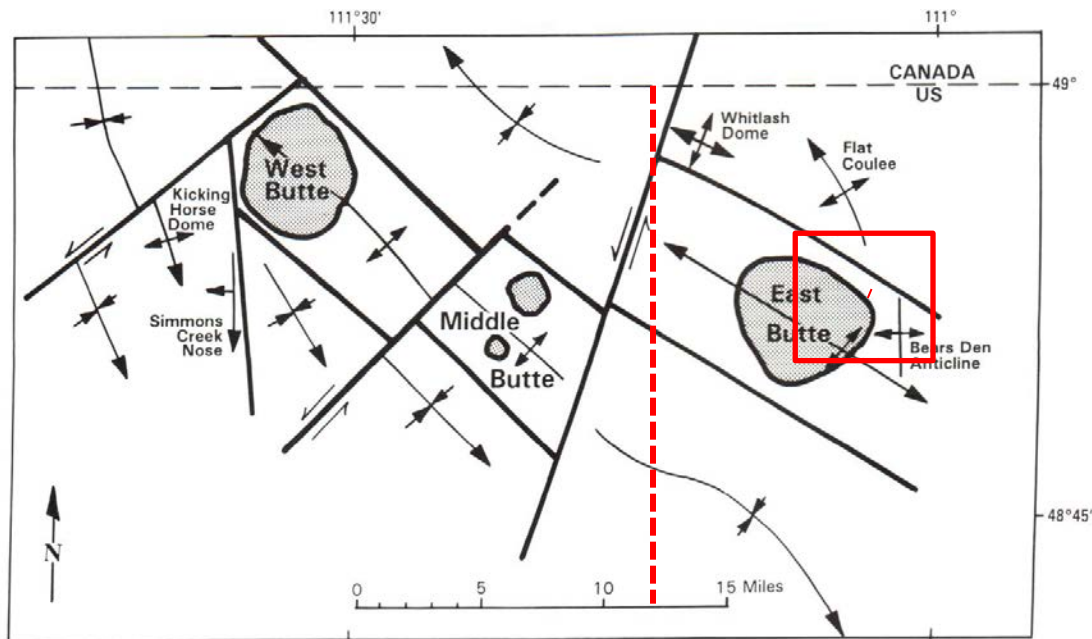 111°30'
111°
CANADA
49°
US
Whitlash
Dome
Flat
Coulee
West
Butte
Kicking
Horse
Dome
East
Butte
Simmons
Creek
Nose
Middle
Butte
Bears Den
Anticline
48°45'
N
0 5 10 15 Miles